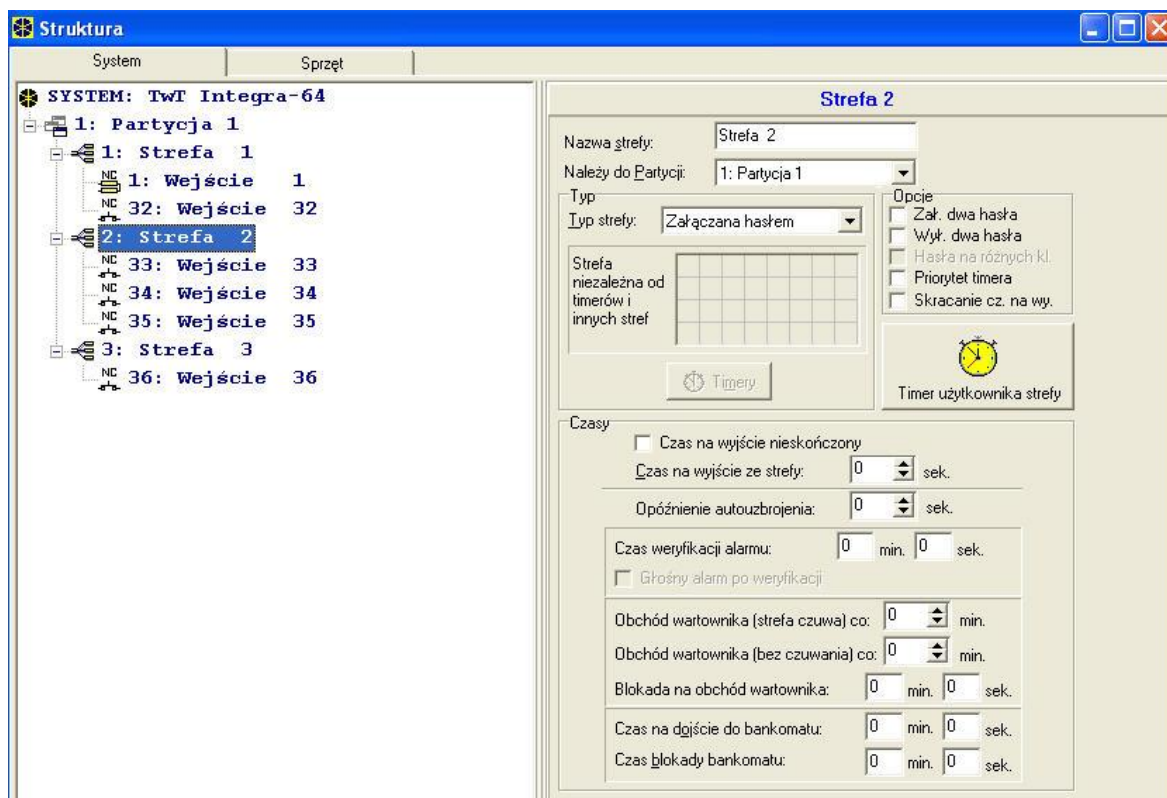 Struktura
System Sprzęt
SYSTEM: TwT Integra-64
1: Partycja 1
1: Strefa 1
NC
1: Wejście 1
NC
32: Wejście 32
2: Strefa 2
NC
33: Wejście 33
NC
34: Wejście 34
NC
35: Wejście 35
3: Strefa 3
NC
36: Wejście 36
Strefa 2
Nazwa strefy: Strefa 2
Należy do Partycji: 1: Partycja 1
Typ
Typ strefy: Załączana hasłem
Strefa
niezależna od
timerów i
innych stref
Timery
Opcje
Zał. dwa hasła
Wył. dwa hasła
Hasła na różnych kl.
Priorytet timera
Skracanie cz. na wy.
Timer użytkownika strefy
Czasy
Czas na wyjście nieskończony
Czas na wyjście ze strefy: 0 sek.
Opóźnienie autouzbrojenia: 0 sek.
Czas weryfikacji alarmu: 0 min. 0 sek.
Głośny alarm po weryfikacji
Obchód wartownika (strefa czuwa) co: 0 min.
Obchód wartownika (bez czuwania) co: 0 min.
Blokada na obchód wartownika: 0 min. 0 sek.
Czas na dojście do bankomatu: 0 min. 0 sek.
Czas blokady bankomatu: 0 min. 0 sek.